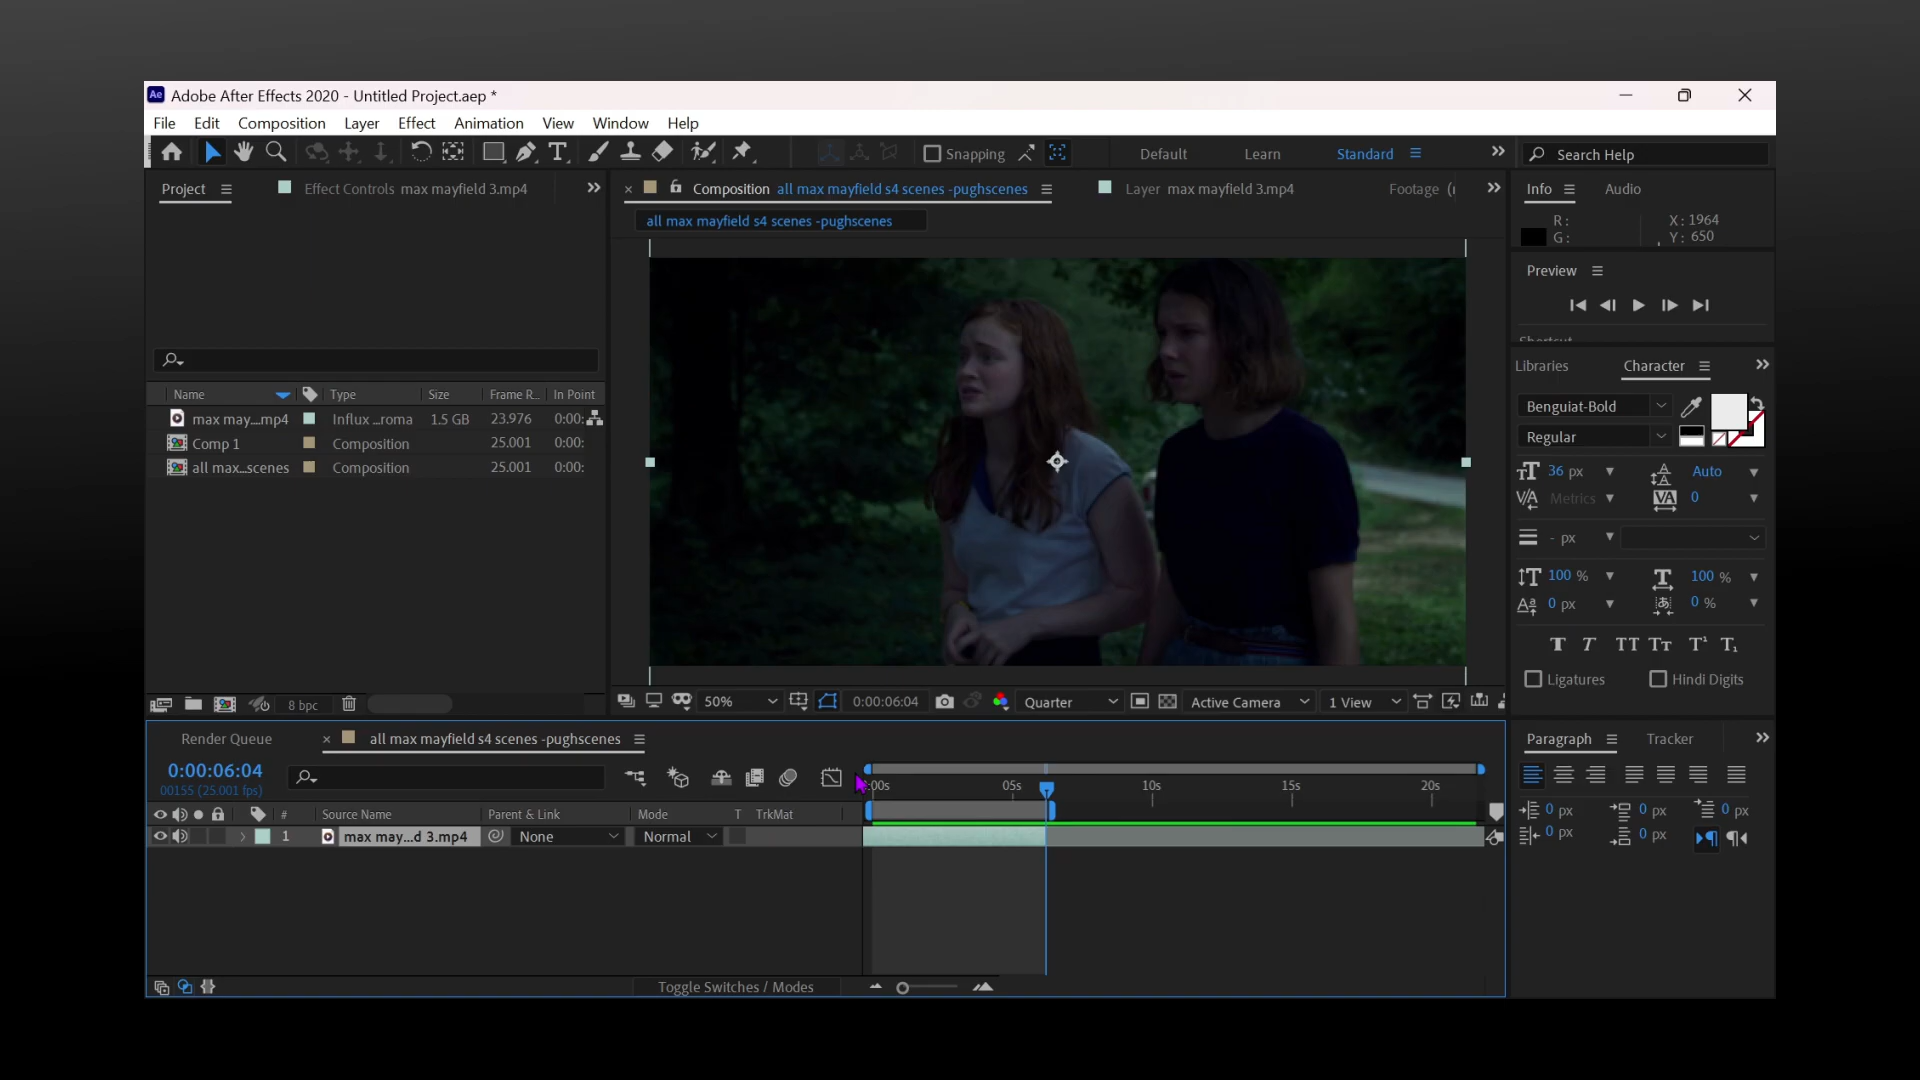 Ae Adobe After Effects 2020 - Untitled Project.aep *
File Edit Composition Layer Effect Animation View Window Help
Snapping Default Learn Standard Search Help
Project Effect Controls max mayfield 3.mp4 Composition all max mayfield s4 scenes -pughscenes Layer max mayfield 3.mp4 Footage Info Audio
all max mayfield s4 scenes -pughscenes
R: X: 1964
G: Y: 650
Preview
Libraries Character
Name Type Size Frame R... In Point
max may....mp4 Influx ...roma 1.5 GB 23.976 0:00:
Comp 1 Composition 25.001 0:00:
all max...scenes Composition 25.001 0:00:
Benguiat-Bold
Regular
36 px Auto
Metrics 0
- px
100 % 100 %
0 px 0 %
T T TT Tt T¹ T₁
Ligatures Hindi Digits
8 bpc 50% 0:00:06:04 Quarter Active Camera 1 View
Render Queue all max mayfield s4 scenes -pughscenes
Paragraph Tracker
0:00:06:04
00155 (25.001 fps)
:00s 05s 10s 15s 20s
# Source Name Parent & Link Mode T TrkMat
1 max may...d 3.mp4 None Normal
0 px 0 px 0 px
0 px 0 px
Toggle Switches / Modes